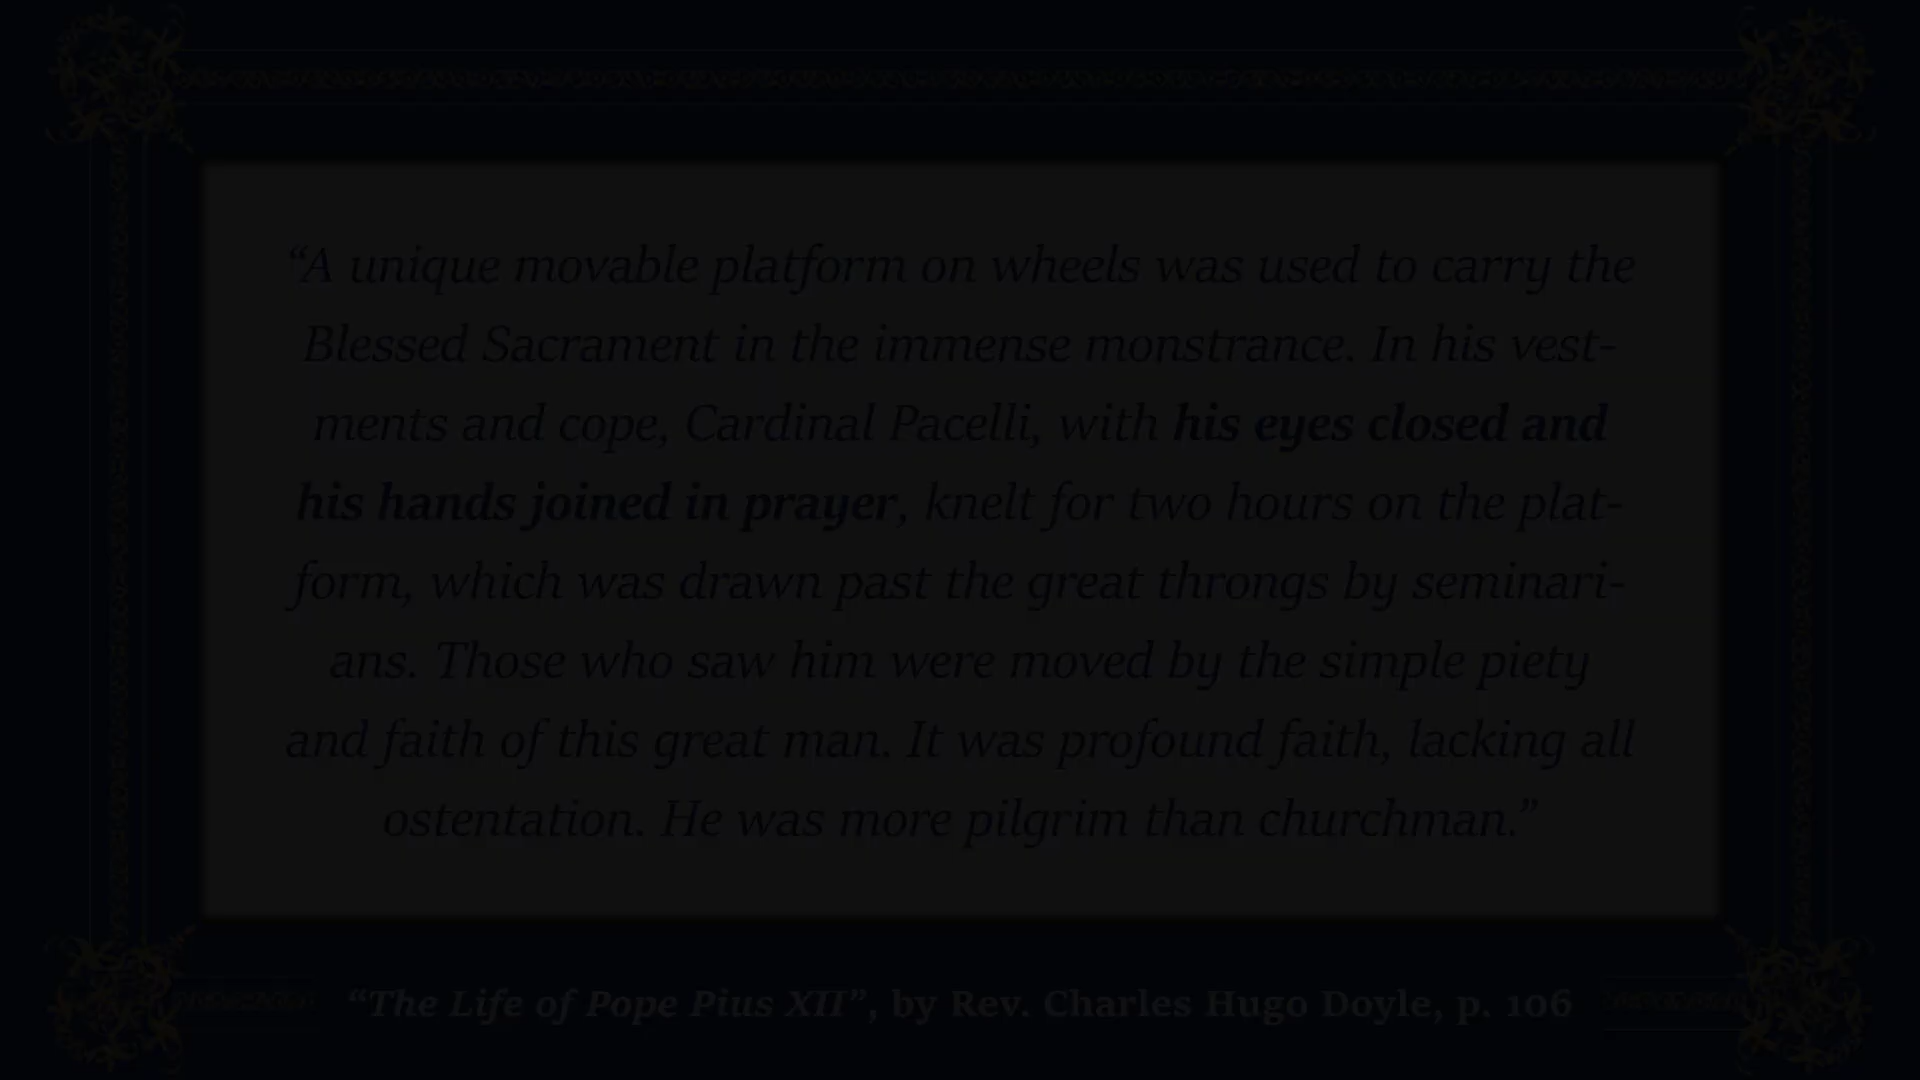 “A unique movable platform on wheels was used to carry the
Blessed Sacrament in the immense monstrance. In his vest-
ments and cope, Cardinal Pacelli, with his eyes closed and
his hands joined in prayer, knelt for two hours on the plat-
form, which was drawn past the great throngs by seminari-
ans. Those who saw him were moved by the simple piety
and faith of this great man. It was profound faith, lacking all
ostentation. He was more pilgrim than churchman.”
“The Life of Pope Pius XII”, by Rev. Charles Hugo Doyle, p. 106